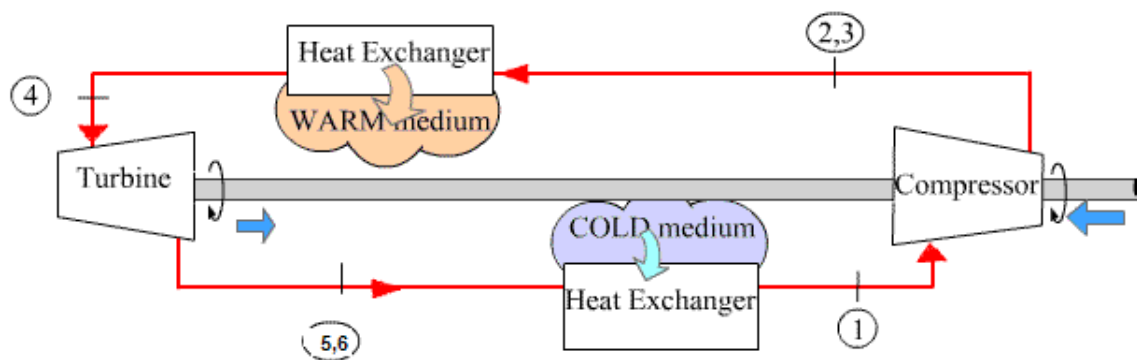 2,3
Heat Exchanger
4
WARM medium
Turbine
Compressor
COLD medium
Heat Exchanger
5,6
1